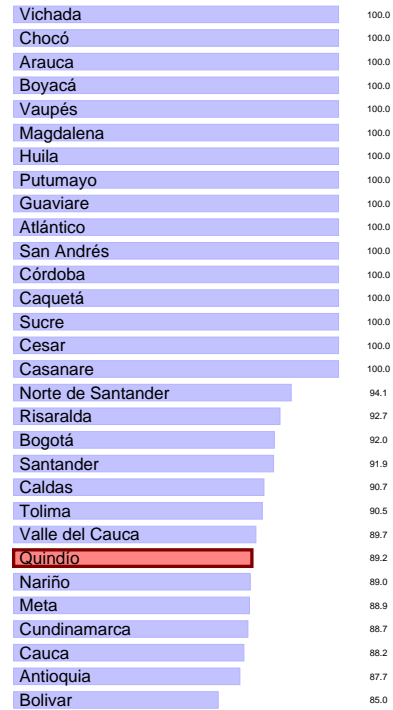 Vichada 100.0
Chocó 100.0
Arauca 100.0
Boyacá 100.0
Vaupés 100.0
Magdalena 100.0
Huila 100.0
Putumayo 100.0
Guaviare 100.0
Atlántico 100.0
San Andrés 100.0
Córdoba 100.0
Caquetá 100.0
Sucre 100.0
Cesar 100.0
Casanare 100.0
Norte de Santander 94.1
Risaralda 92.7
Bogotá 92.0
Santander 91.9
Caldas 90.7
Tolima 90.5
Valle del Cauca 89.7
Quindío 89.2
Nariño 89.0
Meta 88.9
Cundinamarca 88.7
Cauca 88.2
Antioquia 87.7
Bolivar 85.0